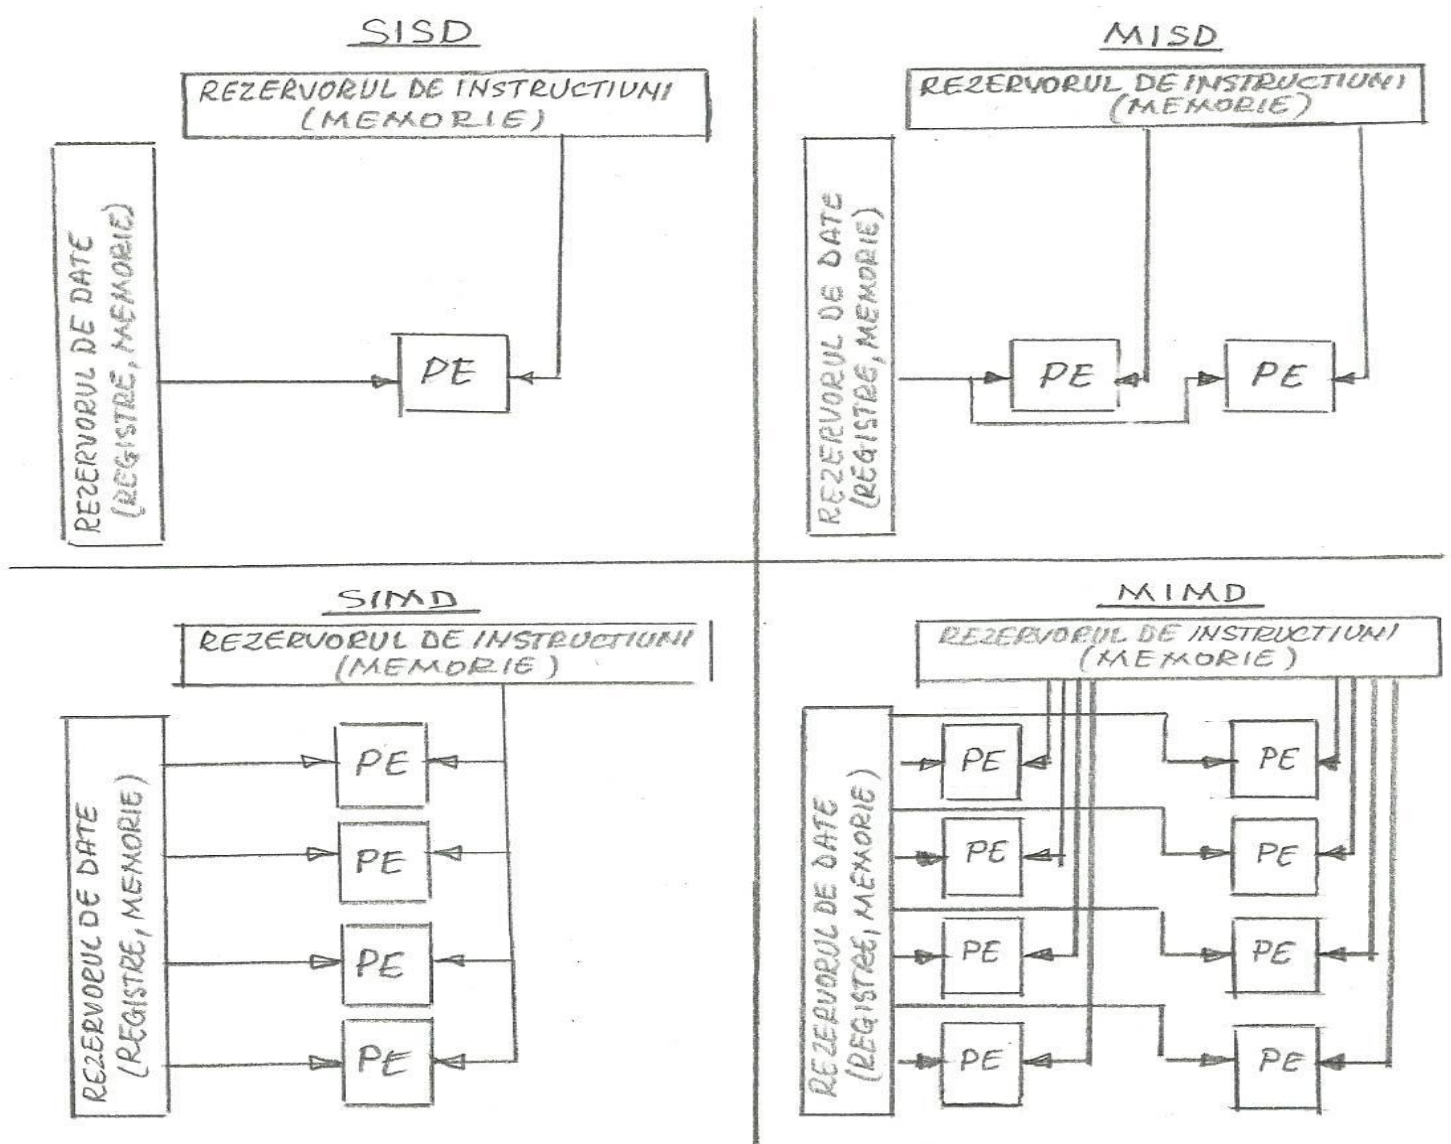 SISD
REZERVORUL DE INSTRUCTIUNI
(MEMORIE)
REZERVORUL DE DATE
(REGISTRE, MEMORIE)
PE
MISD
REZERVORUL DE INSTRUCTIUNI
(MEMORIE)
REZERVORUL DE DATE
(REGISTRE, MEMORIE)
PE
PE
SIMD
REZERVORUL DE INSTRUCTIUNI
(MEMORIE)
REZERVORUL DE DATE
(REGISTRE, MEMORIE)
PE
PE
PE
PE
MIMD
REZERVORUL DE INSTRUCTIUNI
(MEMORIE)
REZERVORUL DE DATE
(REGISTRE, MEMORIE)
PE
PE
PE
PE
PE
PE
PE
PE